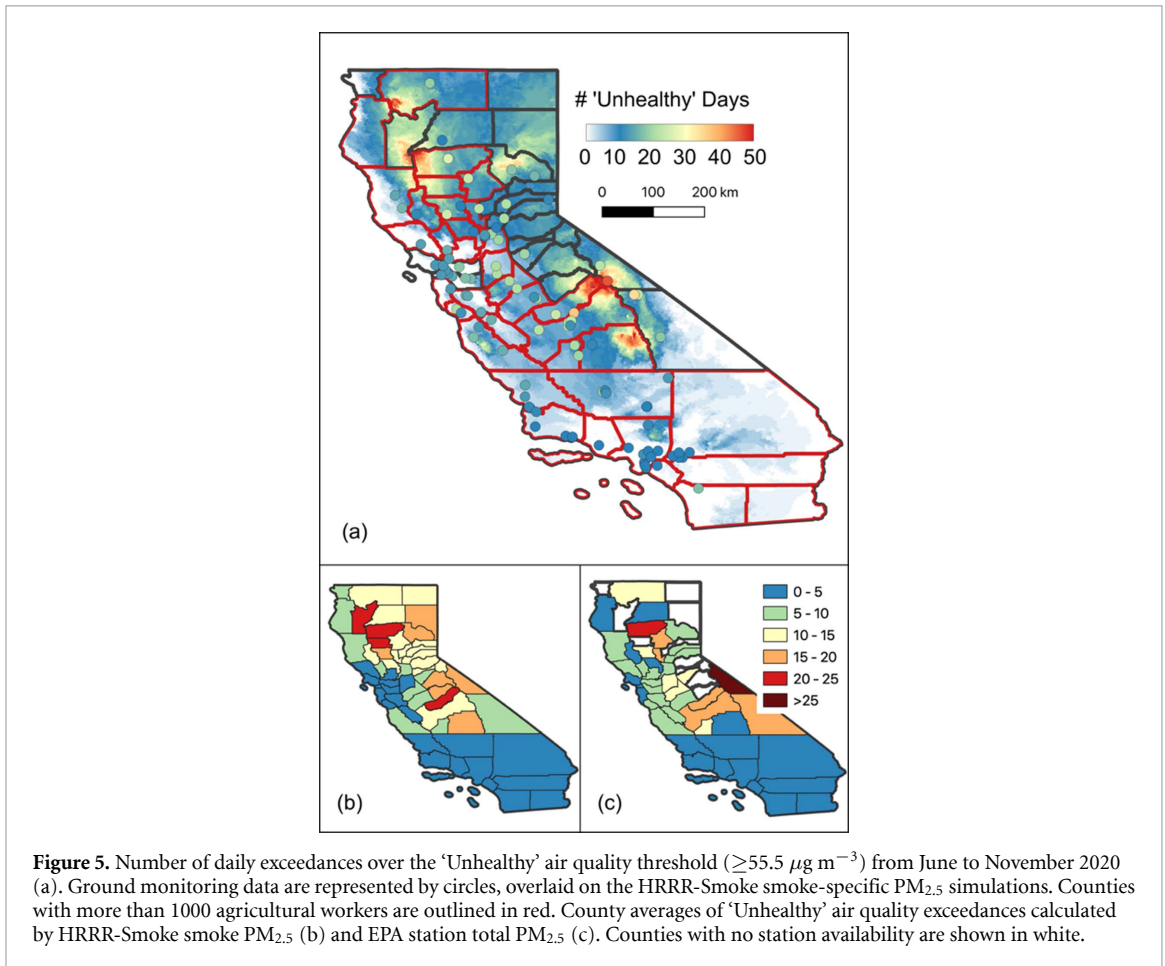 # 'Unhealthy' Days
0 10 20 30 40 50
0 100 200 km
(a)
0 - 5
5 - 10
10 - 15
15 - 20
20 - 25
>25
(b)
(c)
Figure 5. Number of daily exceedances over the ‘Unhealthy’ air quality threshold (≥55.5 μg m−3) from June to November 2020
(a). Ground monitoring data are represented by circles, overlaid on the HRRR-Smoke smoke-specific PM2.5 simulations. Counties
with more than 1000 agricultural workers are outlined in red. County averages of ‘Unhealthy’ air quality exceedances calculated
by HRRR-Smoke smoke PM2.5 (b) and EPA station total PM2.5 (c). Counties with no station availability are shown in white.